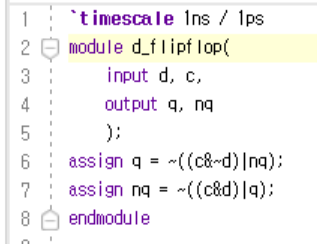 1 `timescale 1ns / 1ps
2 module d_flipflop(
3 input d, c,
4 output q, nq
5 );
6 assign q = ~((c&~d)|nq);
7 assign nq = ~((c&d)|q);
8 endmodule